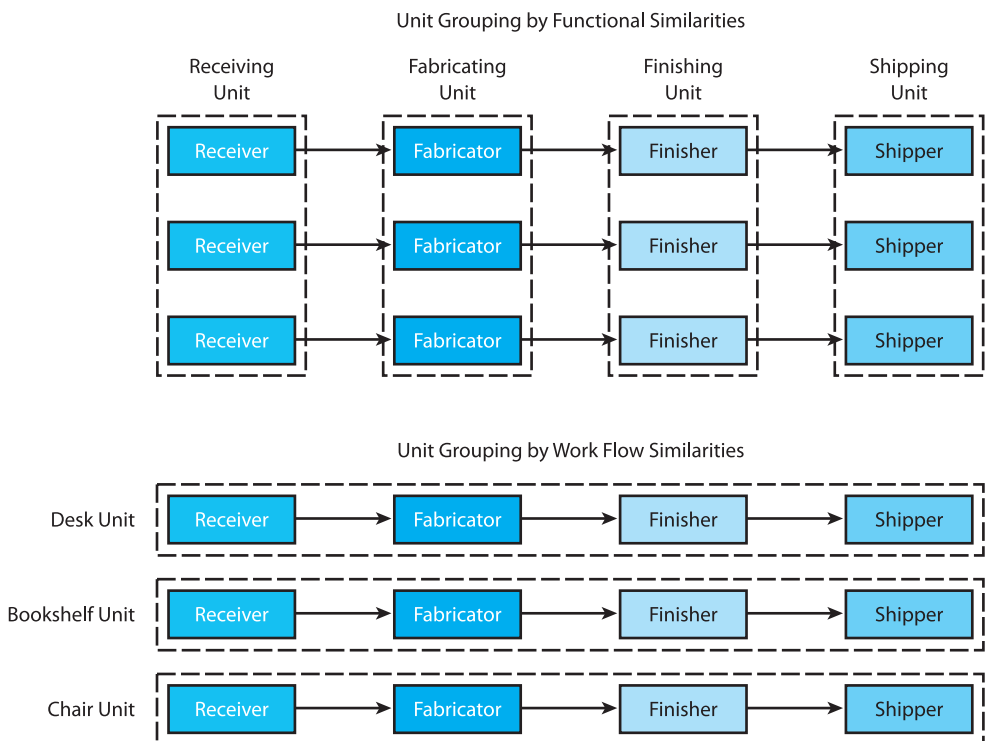 Unit Grouping by Functional Similarities
Receiving Unit
Fabricating Unit
Finishing Unit
Shipping Unit
Receiver
Fabricator
Finisher
Shipper
Receiver
Fabricator
Finisher
Shipper
Receiver
Fabricator
Finisher
Shipper
Unit Grouping by Work Flow Similarities
Desk Unit
Receiver
Fabricator
Finisher
Shipper
Bookshelf Unit
Receiver
Fabricator
Finisher
Shipper
Chair Unit
Receiver
Fabricator
Finisher
Shipper